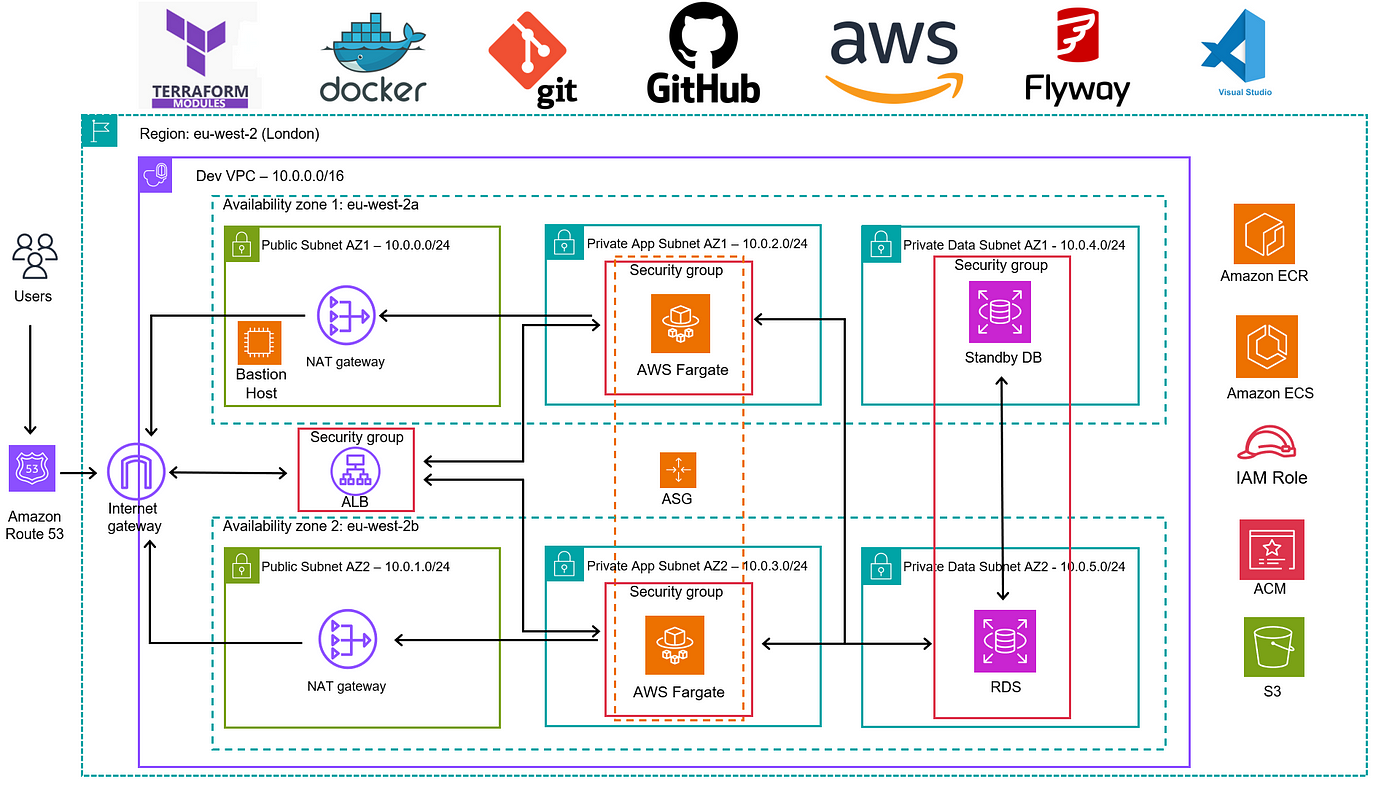 TERRAFORM
MODULES
docker
git
GitHub
aws
Flyway
Visual Studio
Region: eu-west-2 (London)
Dev VPC – 10.0.0.0/16
Availability zone 1: eu-west-2a
Public Subnet AZ1 – 10.0.0.0/24
Private App Subnet AZ1 – 10.0.2.0/24
Private Data Subnet AZ1 - 10.0.4.0/24
Security group
Security group
Users
NAT gateway
Bastion
Host
AWS Fargate
Standby DB
Amazon ECR
Amazon ECS
Security group
ALB
53
Amazon
Route 53
Internet
gateway
ASG
IAM Role
Availability zone 2: eu-west-2b
Public Subnet AZ2 – 10.0.1.0/24
Private App Subnet AZ2 – 10.0.3.0/24
Private Data Subnet AZ2 - 10.0.5.0/24
Security group
NAT gateway
AWS Fargate
RDS
ACM
S3